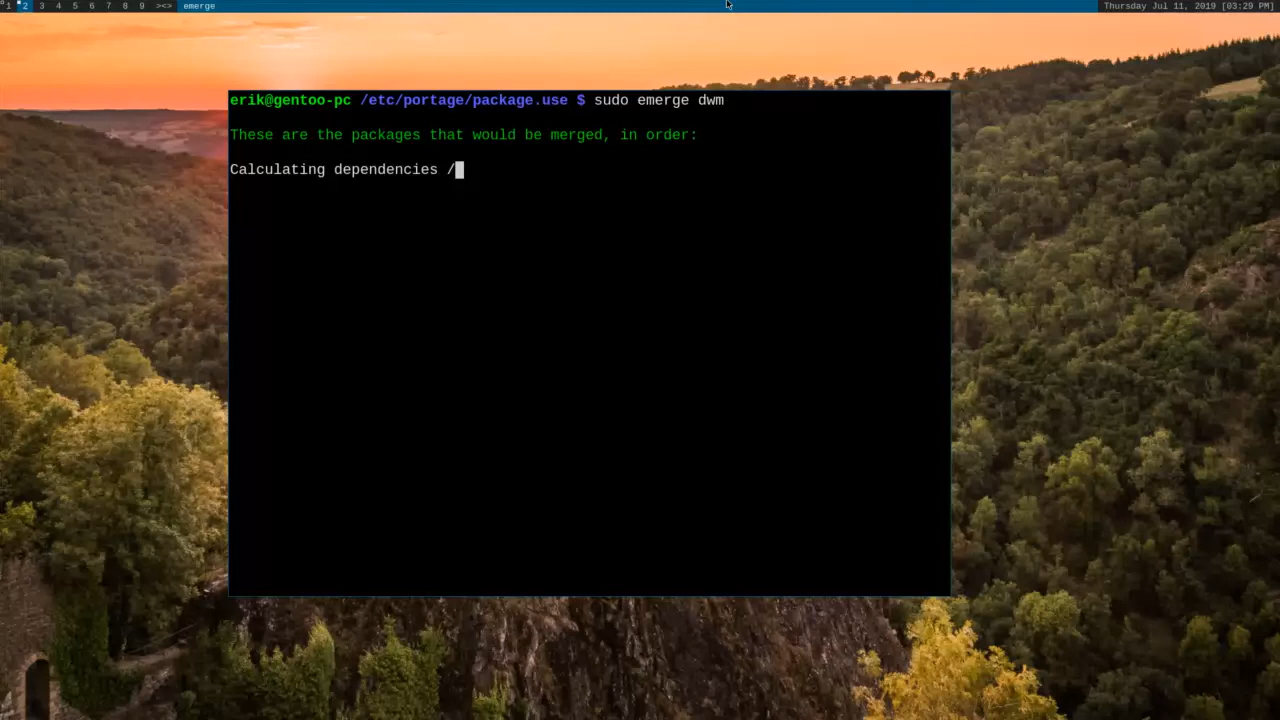 1 2 3 4 5 6 7 8 9 ><> emerge Thursday Jul 11, 2019 [03:29 PM]
erik@gentoo-pc /etc/portage/package.use $ sudo emerge dwm
These are the packages that would be merged, in order:
Calculating dependencies /